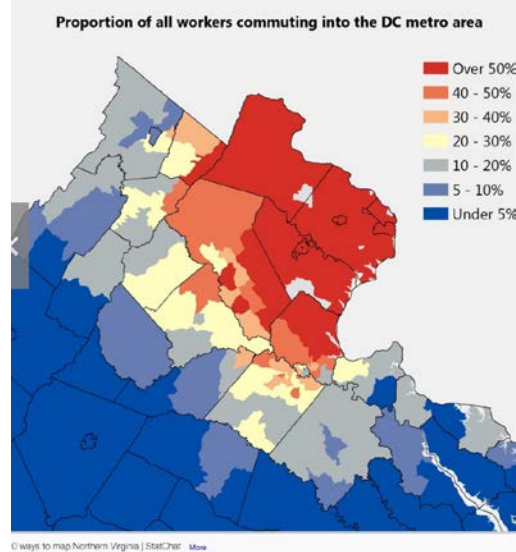 Proportion of all workers commuting into the DC metro area
Over 50%
40 - 50%
30 - 40%
20 - 30%
10 - 20%
5 - 10%
Under 5%
ways to map Northern Virginia | StatChat More